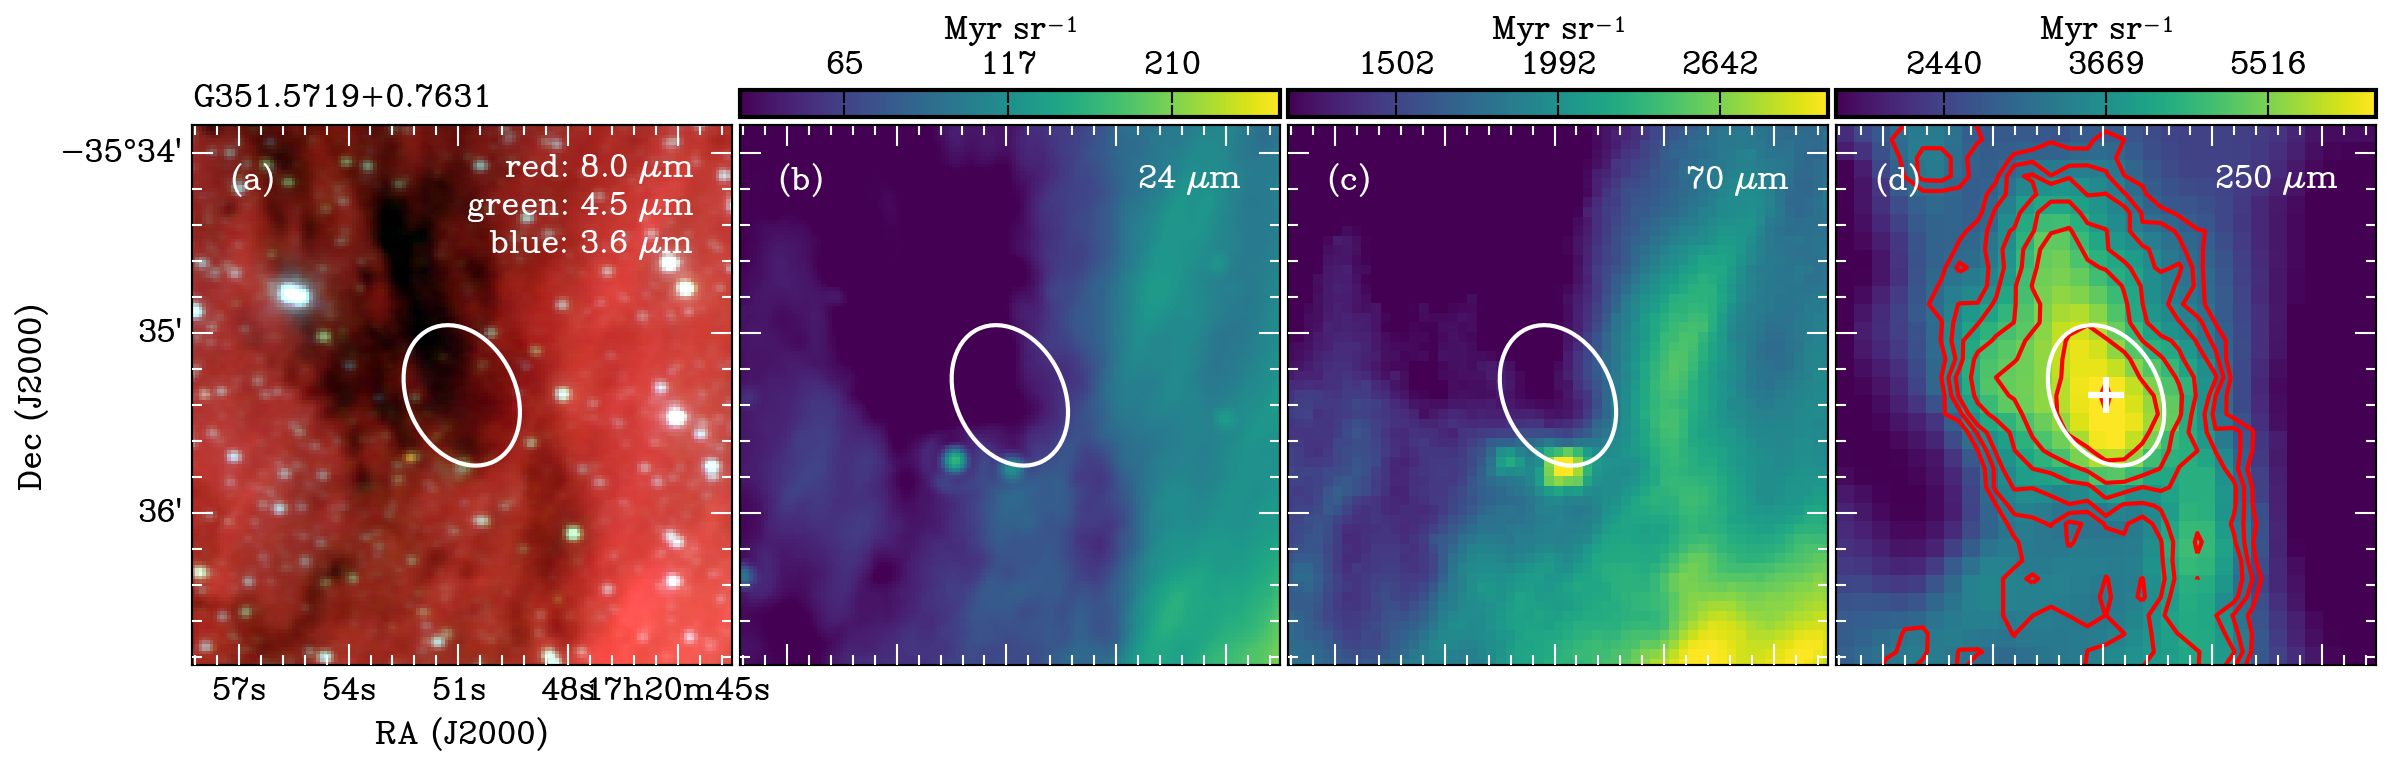 Myr sr⁻¹
65 117 210
Myr sr⁻¹
1502 1992 2642
Myr sr⁻¹
2440 3669 5516
G351.5719+0.7631
(a)
red: 8.0 μm
green: 4.5 μm
blue: 3.6 μm
(b)
24 μm
(c)
70 μm
(d)
250 μm
−35°34'
35'
36'
Dec (J2000)
57s 54s 51s 48s 17h20m45s
RA (J2000)